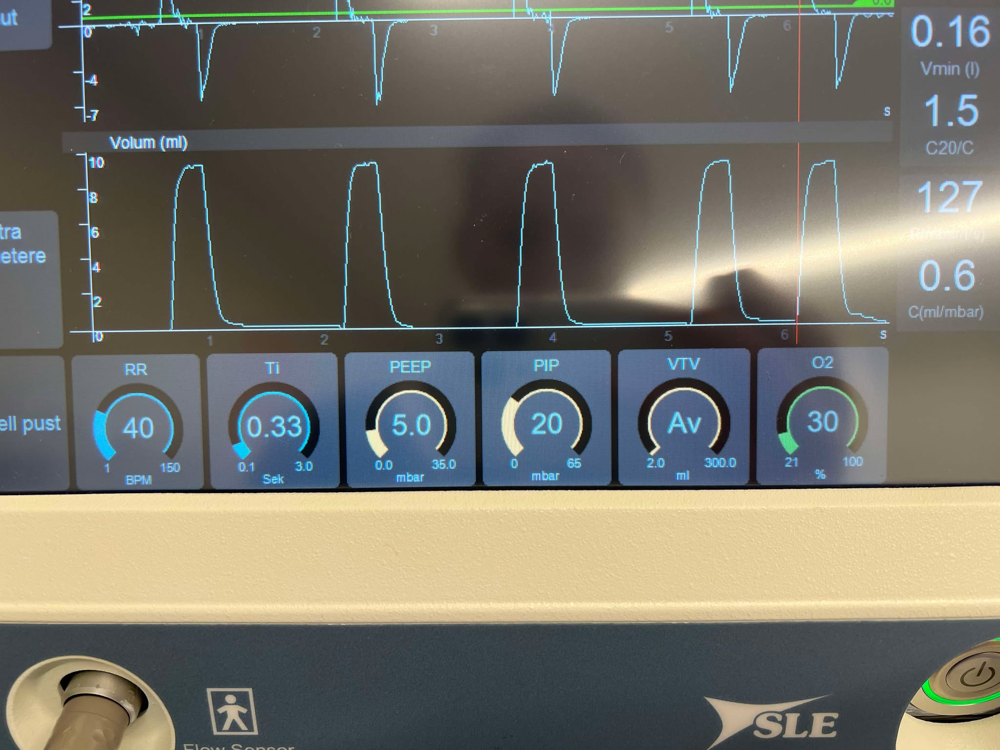 ut
2
0
1
2
3
4
5
6
-4
-7
s
0.0
0.16
Vmin (l)
1.5
C20/C
127
0.6
C(ml/mbar)
Volum (ml)
10
8
6
4
2
0
1
2
3
4
5
6
s
tra
etere
ell pust
RR
40
1 150
BPM
Ti
0.33
0.1 3.0
Sek
PEEP
5.0
0.0 35.0
mbar
PIP
20
0 65
mbar
VTV
Av
2.0 300.0
ml
O2
30
21 100
%
Flow Sensor
SLE